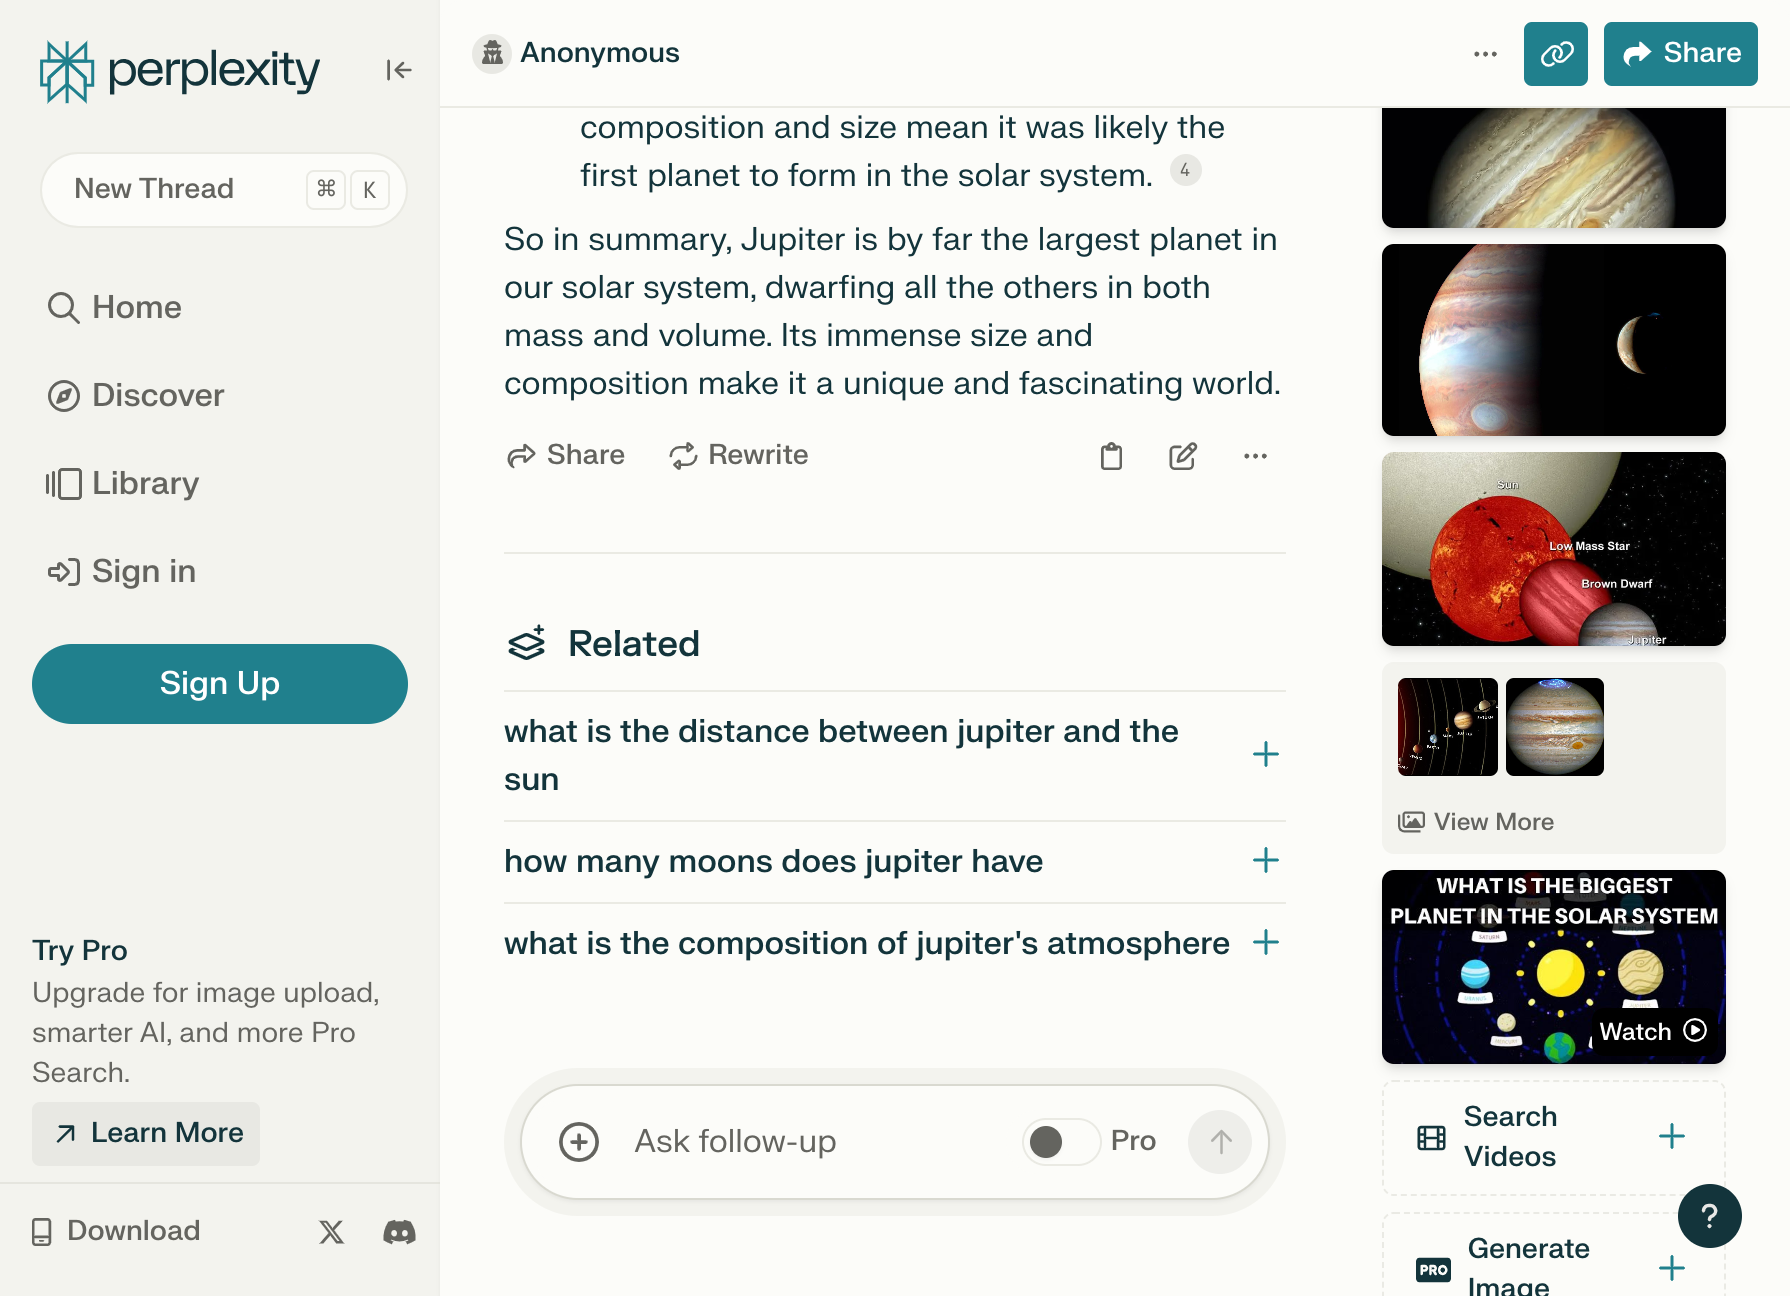 perplexity
New Thread
⌘ K
Home
Discover
Library
Sign in
Sign Up
Try Pro
Upgrade for image upload,
smarter AI, and more Pro
Search.
Learn More
Download
Anonymous
Share
composition and size mean it was likely the
first planet to form in the solar system. 4
So in summary, Jupiter is by far the largest planet in
our solar system, dwarfing all the others in both
mass and volume. Its immense size and
composition make it a unique and fascinating world.
Share
Rewrite
Related
what is the distance between jupiter and the
sun
how many moons does jupiter have
what is the composition of jupiter's atmosphere
Ask follow-up
Pro
Sun
Low Mass Star
Brown Dwarf
Jupiter
View More
WHAT IS THE BIGGEST
PLANET IN THE SOLAR SYSTEM
SATURN
Watch
Search
Videos
PRO
Generate
Image
?